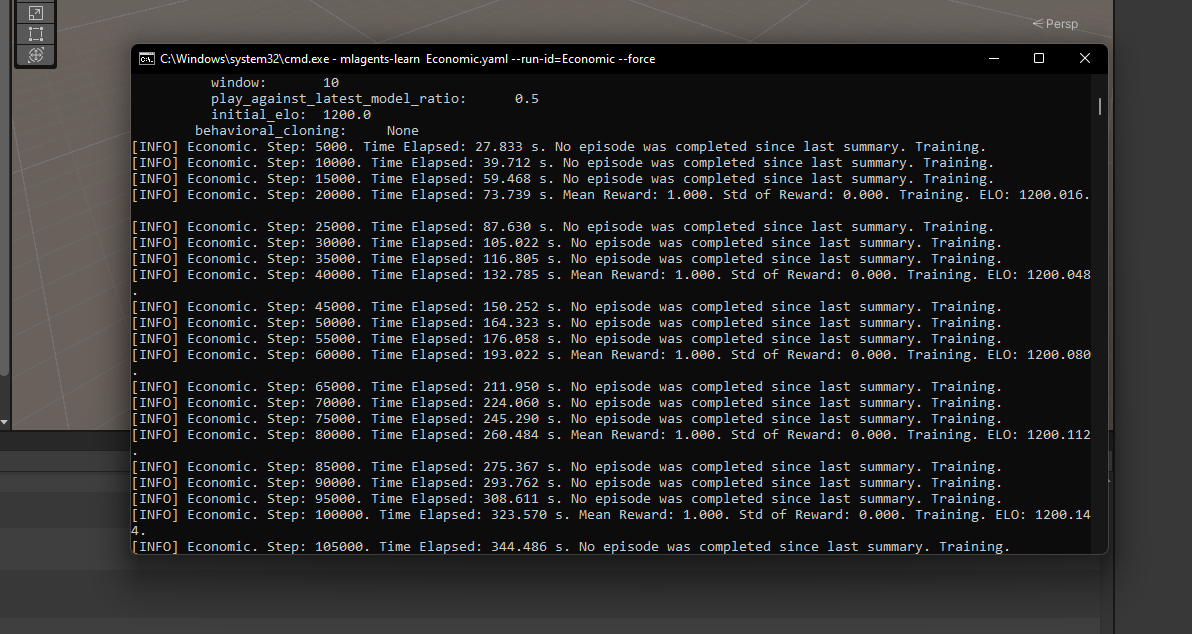 Persp
C:\Windows\system32\cmd.exe - mlagents-learn Economic.yaml --run-id=Economic --force
window: 10
play_against_latest_model_ratio: 0.5
initial_elo: 1200.0
behavioral_cloning: None
[INFO] Economic. Step: 5000. Time Elapsed: 27.833 s. No episode was completed since last summary. Training.
[INFO] Economic. Step: 10000. Time Elapsed: 39.712 s. No episode was completed since last summary. Training.
[INFO] Economic. Step: 15000. Time Elapsed: 59.468 s. No episode was completed since last summary. Training.
[INFO] Economic. Step: 20000. Time Elapsed: 73.739 s. Mean Reward: 1.000. Std of Reward: 0.000. Training. ELO: 1200.016.
[INFO] Economic. Step: 25000. Time Elapsed: 87.630 s. No episode was completed since last summary. Training.
[INFO] Economic. Step: 30000. Time Elapsed: 105.022 s. No episode was completed since last summary. Training.
[INFO] Economic. Step: 35000. Time Elapsed: 116.805 s. No episode was completed since last summary. Training.
[INFO] Economic. Step: 40000. Time Elapsed: 132.785 s. Mean Reward: 1.000. Std of Reward: 0.000. Training. ELO: 1200.048
.
[INFO] Economic. Step: 45000. Time Elapsed: 150.252 s. No episode was completed since last summary. Training.
[INFO] Economic. Step: 50000. Time Elapsed: 164.323 s. No episode was completed since last summary. Training.
[INFO] Economic. Step: 55000. Time Elapsed: 176.058 s. No episode was completed since last summary. Training.
[INFO] Economic. Step: 60000. Time Elapsed: 193.022 s. Mean Reward: 1.000. Std of Reward: 0.000. Training. ELO: 1200.080
.
[INFO] Economic. Step: 65000. Time Elapsed: 211.950 s. No episode was completed since last summary. Training.
[INFO] Economic. Step: 70000. Time Elapsed: 224.060 s. No episode was completed since last summary. Training.
[INFO] Economic. Step: 75000. Time Elapsed: 245.290 s. No episode was completed since last summary. Training.
[INFO] Economic. Step: 80000. Time Elapsed: 260.484 s. Mean Reward: 1.000. Std of Reward: 0.000. Training. ELO: 1200.112
.
[INFO] Economic. Step: 85000. Time Elapsed: 275.367 s. No episode was completed since last summary. Training.
[INFO] Economic. Step: 90000. Time Elapsed: 293.762 s. No episode was completed since last summary. Training.
[INFO] Economic. Step: 95000. Time Elapsed: 308.611 s. No episode was completed since last summary. Training.
[INFO] Economic. Step: 100000. Time Elapsed: 323.570 s. Mean Reward: 1.000. Std of Reward: 0.000. Training. ELO: 1200.14
4.
[INFO] Economic. Step: 105000. Time Elapsed: 344.486 s. No episode was completed since last summary. Training.